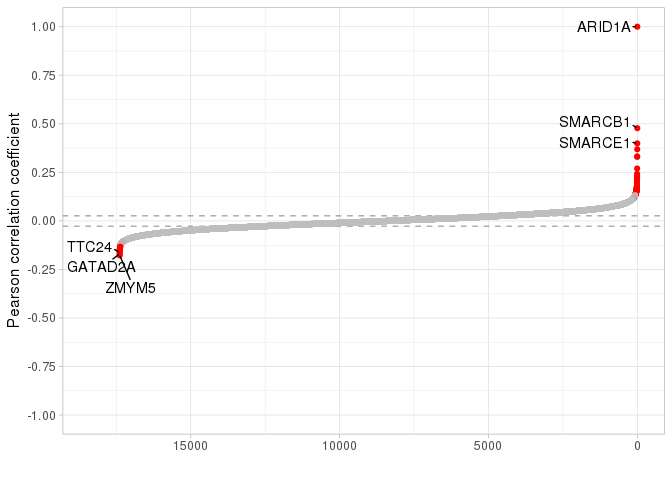 1.00
0.75
0.50
0.25
0.00
-0.25
-0.50
-0.75
-1.00
Pearson correlation coefficient
ARID1A
SMARCB1
SMARCE1
TTC24
GATAD2A
ZMYM5
15000
10000
5000
0